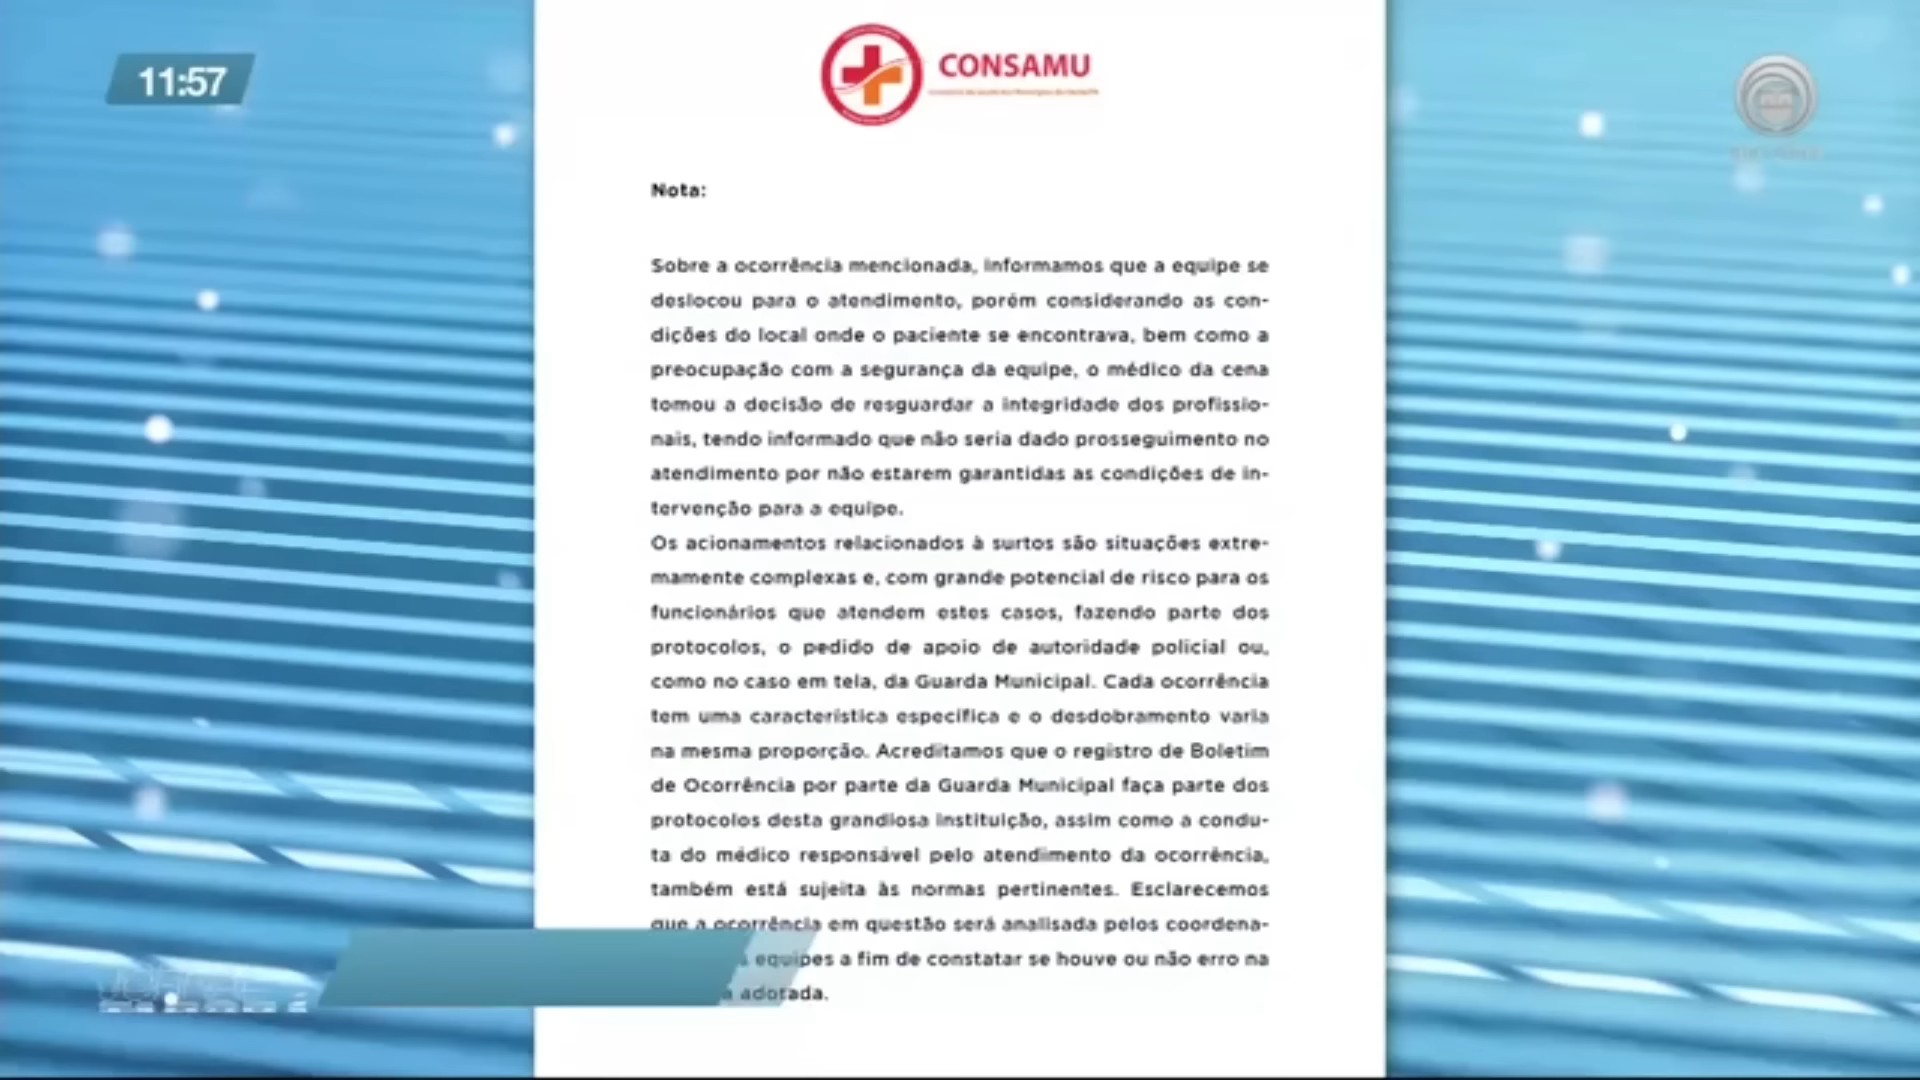 11:57
CONSAMU
Nota:
Sobre a ocorrência mencionada, informamos que a equipe se
deslocou para o atendimento, porém considerando as con-
dições do local onde o paciente se encontrava, bem como a
preocupação com a segurança da equipe, o médico da cena
tomou a decisão de resguardar a integridade dos profissio-
nais, tendo informado que não seria dado prosseguimento no
atendimento por não estarem garantidas as condições de in-
tervenção para a equipe.
Os acionamentos relacionados à surtos são situações extre-
mamente complexas e, com grande potencial de risco para os
funcionários que atendem estes casos, fazendo parte dos
protocolos, o pedido de apoio de autoridade policial ou,
como no caso em tela, da Guarda Municipal. Cada ocorrência
tem uma característica específica e o desdobramento varia
na mesma proporção. Acreditamos que o registro de Boletim
de Ocorrência por parte da Guarda Municipal faça parte dos
protocolos desta grandiosa instituição, assim como a condu-
ta do médico responsável pelo atendimento da ocorrência,
também está sujeita às normas pertinentes. Esclarecemos
que a ocorrência em questão será analisada pelos coordena-
equipes a fim de constatar se houve ou não erro na
adotada.